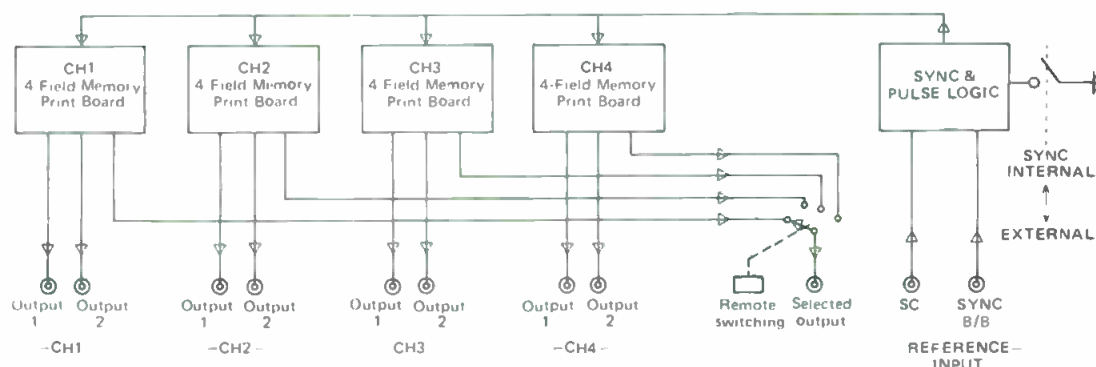 CH1
4 Field Memory
Print Board
CH2
4 Field Memory
Print Board
CH3
4 Field Memory
Print Board
CH4
4-Field Memory
Print Board
SYNC &
PULSE LOGIC
SYNC
INTERNAL
EXTERNAL
Output
1
Output
2
-CH1
Output
1
Output
2
-CH2-
Output
1
Output
2
CH3
Output
1
Output
2
-CH4-
Remote
switching
Selected
output
SC
SYNC
B/B
REFERENCE-
INPUT